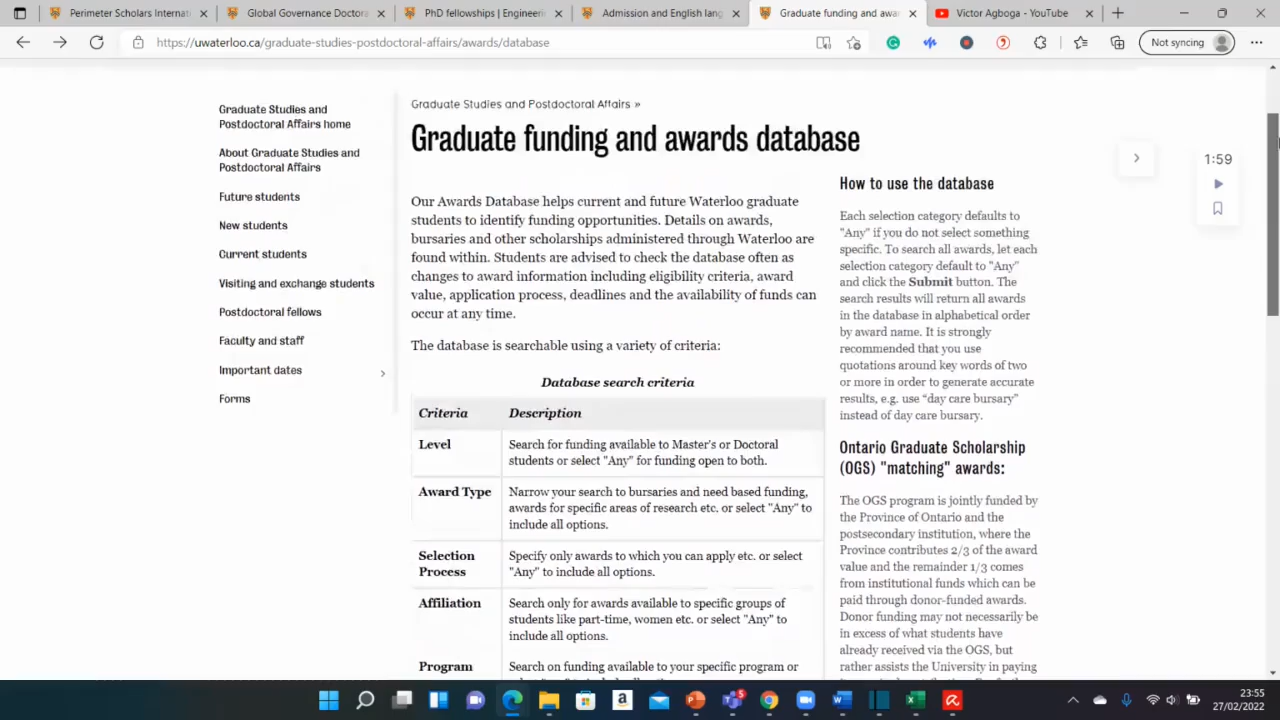 Perimeter Scholars Internat
Global Governance Doctora
PhD fellowships | Engineeri
Admission and English lang
Graduate funding and awa
Victor Agboga - YouTube
https://uwaterloo.ca/graduate-studies-postdoctoral-affairs/awards/database
Not syncing
Graduate Studies and
Postdoctoral Affairs home
About Graduate Studies and
Postdoctoral Affairs
Future students
New students
Current students
Visiting and exchange students
Postdoctoral fellows
Faculty and staff
Important dates
Forms
Graduate Studies and Postdoctoral Affairs »
Graduate funding and awards database
Our Awards Database helps current and future Waterloo graduate
students to identify funding opportunities. Details on awards,
bursaries and other scholarships administered through Waterloo are
found within. Students are advised to check the database often as
changes to award information including eligibility criteria, award
value, application process, deadlines and the availability of funds can
occur at any time.
The database is searchable using a variety of criteria:
Database search criteria
Criteria Description
Level Search for funding available to Master's or Doctoral
students or select "Any" for funding open to both.
Award Type Narrow your search to bursaries and need based funding,
awards for specific areas of research etc. or select "Any" to
include all options.
Selection Specify only awards to which you can apply etc. or select
Process "Any" to include all options.
Affiliation Search only for awards available to specific groups of
students like part-time, women etc. or select "Any" to
include all options.
Program Search on funding available to your specific program or
How to use the database
Each selection category defaults to
"Any" if you do not select something
specific. To search all awards, let each
selection category default to "Any"
and click the Submit button. The
search results will return all awards
in the database in alphabetical order
by award name. It is strongly
recommended that you use
quotations around key words of two
or more in order to generate accurate
results, e.g. use “day care bursary”
instead of day care bursary.
Ontario Graduate Scholarship
(OGS) "matching" awards:
The OGS program is jointly funded by
the Province of Ontario and the
postsecondary institution, where the
Province contributes 2/3 of the award
value and the remainder 1/3 comes
from institutional funds which can be
paid through donor-funded awards.
Donor funding may not necessarily be
in excess of what students have
already received via the OGS, but
rather assists the University in paying
1:59
5
23:55
27/02/2022